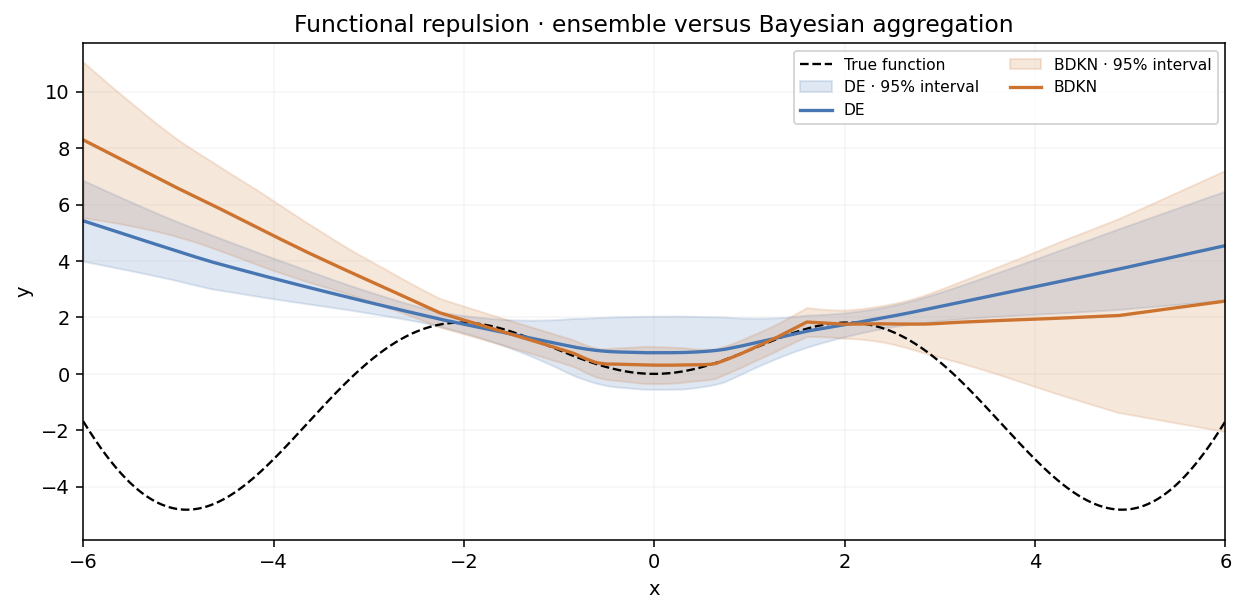 Functional repulsion · ensemble versus Bayesian aggregation
True function
DE · 95% interval
DE
BDKN · 95% interval
BDKN
y
10
8
6
4
2
0
−2
−4
−6
−4
−2
0
2
4
6
x